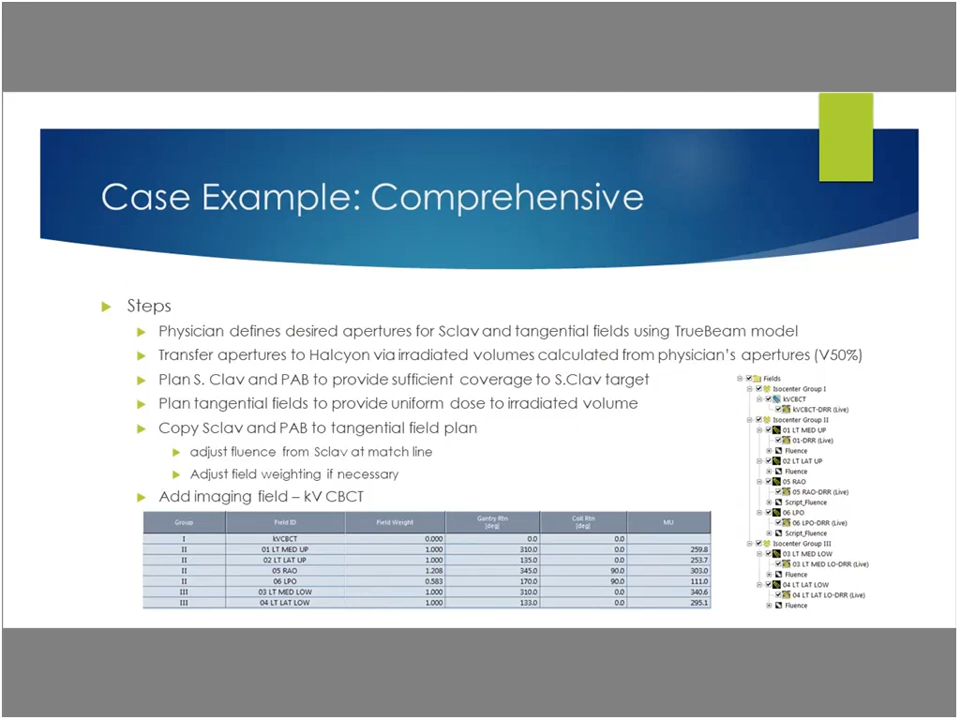 Case Example: Comprehensive
Steps
Physician defines desired apertures for Sclav and tangential fields using TrueBeam model
Transfer apertures to Halcyon via irradiated volumes calculated from physician's apertures (V50%)
Plan S. Clav and PAB to provide sufficient coverage to S.Clav target
Plan tangential fields to provide uniform dose to irradiated volume
Copy Sclav and PAB to tangential field plan
adjust fluence from Sclav at match line
Adjust field weighting if necessary
Add imaging field – kV CBCT
Group Field ID Field Weight Gantry Rtn [deg] Coll Rtn [deg] MU
I kVCBCT 0.000 0.0 0.0
II 01 LT MED UP 1.000 310.0 0.0 259.8
II 02 LT LAT UP 1.000 135.0 0.0 253.7
II 05 RAO 1.208 345.0 90.0 303.0
II 06 LPO 0.583 170.0 90.0 111.0
III 03 LT MED LOW 1.000 310.0 0.0 340.6
III 04 LT LAT LOW 1.000 133.0 0.0 295.1
Fields
Isocenter Group I
kVCBCT
kVCBCT-DRR (Live)
Isocenter Group II
01 LT MED UP
01-DRR (Live)
Fluence
02 LT LAT UP
Fluence
05 RAO
05 RAO-DRR (Live)
Script_Fluence
06 LPO
06 LPO-DRR (Live)
Script_Fluence
Isocenter Group III
03 LT MED LOW
03 LT MED LO-DRR (Live)
Fluence
04 LT LAT LOW
04 LT LAT LO-DRR (Live)
Fluence